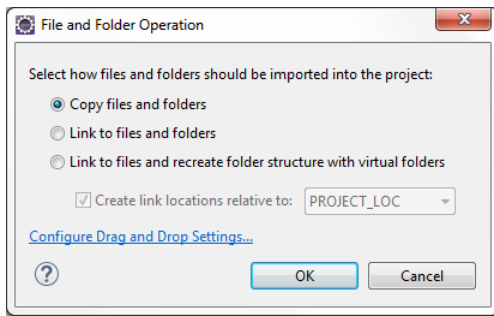 File and Folder Operation
Select how files and folders should be imported into the project:
Copy files and folders
Link to files and folders
Link to files and recreate folder structure with virtual folders
Create link locations relative to: PROJECT_LOC
Configure Drag and Drop Settings...
? OK Cancel